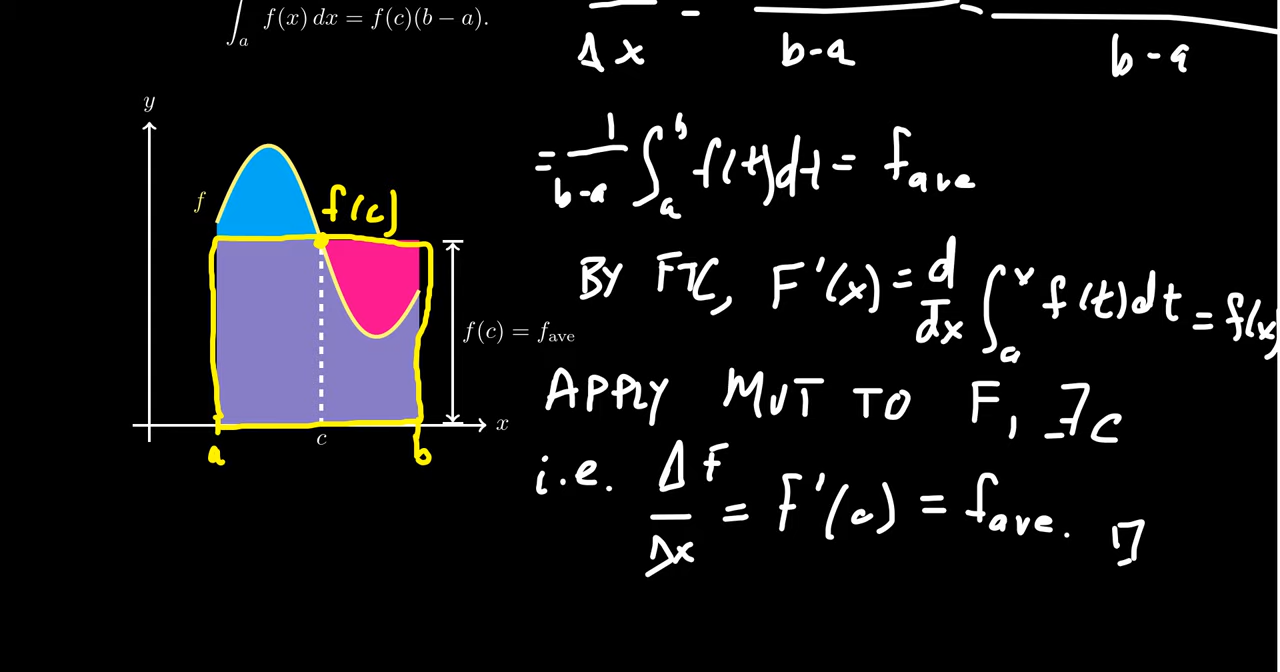 ∫_a f(x) dx = f(c)(b − a).
Δx = b-a = b-a
= 1/(b-a) ∫_a^b f(t)dt = f_ave
BY FTC, F'(x) = d/dx ∫_a^x f(t)dt = f(x)
APPLY MVT TO F, ∃c
i.e. ΔF/Δx = F'(c) = f_ave. □
y
f
f(c)
f(c) = f_ave
x
c
a
b